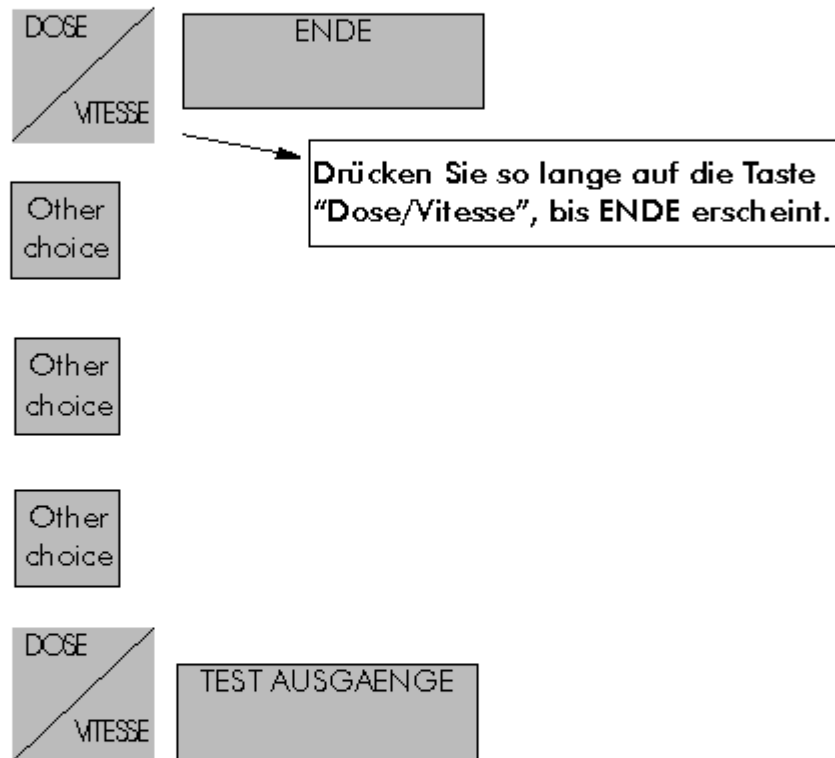 DOSE
VITESSE
ENDE
Drücken Sie so lange auf die Taste
“Dose/Vitesse”, bis ENDE erscheint.
Other
choice
Other
choice
Other
choice
DOSE
VITESSE
TEST AUSGAENGE